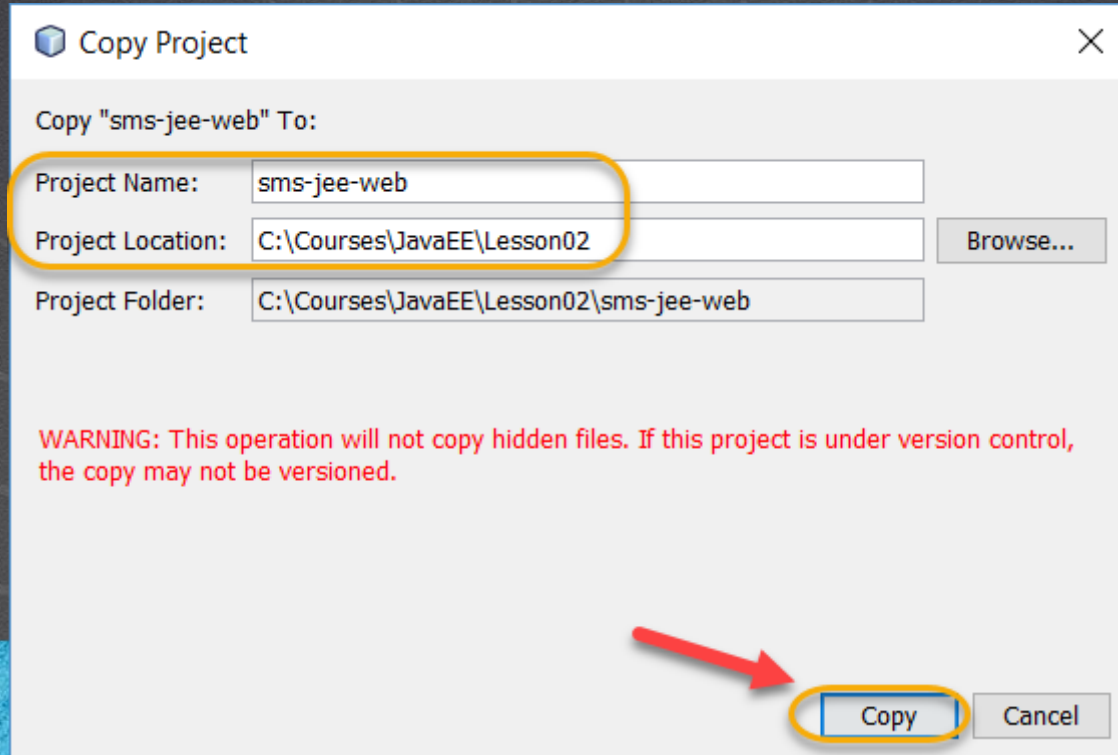 Copy Project
Copy "sms-jee-web" To:
Project Name: sms-jee-web
Project Location: C:\Courses\JavaEE\Lesson02 Browse...
Project Folder: C:\Courses\JavaEE\Lesson02\sms-jee-web
WARNING: This operation will not copy hidden files. If this project is under version control,
the copy may not be versioned.
Copy Cancel